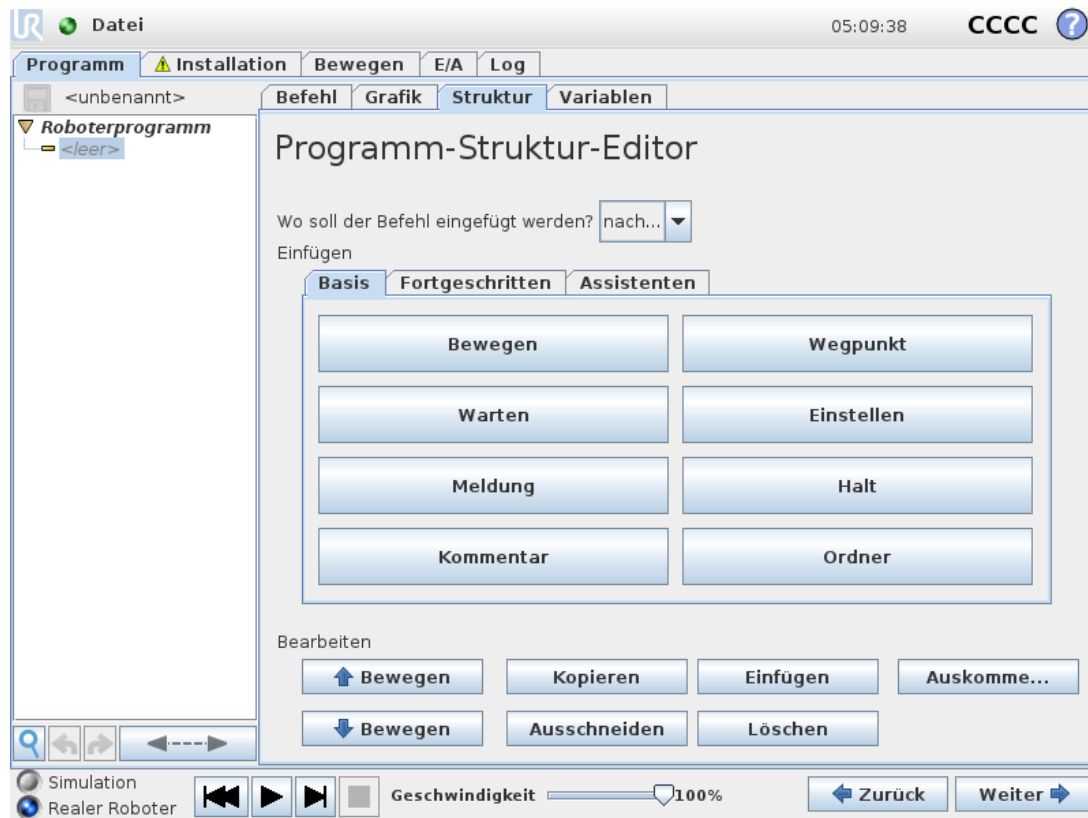 UR Datei 05:09:38 CCCC ?
Programm Installation Bewegen E/A Log
<unbenannt>
Befehl Grafik Struktur Variablen
Roboterprogramm
<leer>
Programm-Struktur-Editor
Wo soll der Befehl eingefügt werden? nach...
Einfügen
Basis Fortgeschritten Assistenten
Bewegen Wegpunkt
Warten Einstellen
Meldung Halt
Kommentar Ordner
Bearbeiten
Bewegen Kopieren Einfügen Auskomme...
Bewegen Ausschneiden Löschen
Simulation
Realer Roboter
Geschwindigkeit 100%
Zurück Weiter